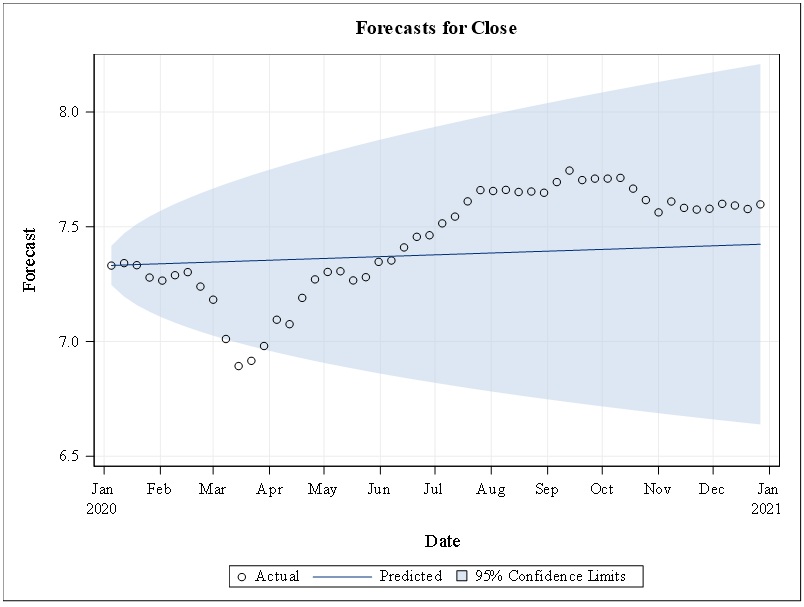 Forecasts for Close
8.0
7.5
7.0
6.5
Forecast
Jan Feb Mar Apr May Jun Jul Aug Sep Oct Nov Dec Jan
2020 2021
Date
Actual Predicted 95% Confidence Limits